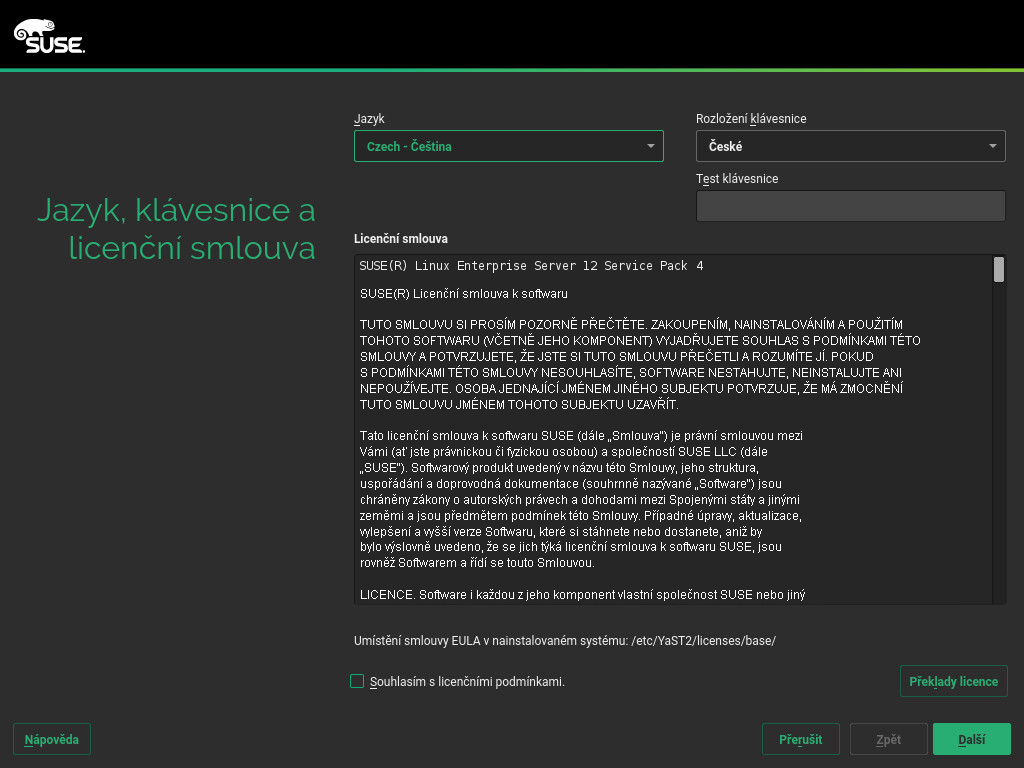 SUSE.
Jazyk
Rozložení klávesnice
Czech - Čeština
České
Test klávesnice
Jazyk, klávesnice a
licenční smlouva
Licenční smlouva
SUSE(R) Linux Enterprise Server 12 Service Pack 4
SUSE(R) Licenční smlouva k softwaru
TUTO SMLOUVU SI PROSÍM POZORNĚ PŘEČTĚTE. ZAKOUPENÍM, NAINSTALOVÁNÍM A POUŽITÍM
TOHOTO SOFTWARU (VČETNĚ JEHO KOMPONENT) VYJADŘUJETE SOUHLAS S PODMÍNKAMI TÉTO
SMLOUVY A POTVRZUJETE, ŽE JSTE SI TUTO SMLOUVU PŘEČETLI A ROZUMÍTE JÍ. POKUD
S PODMÍNKAMI TÉTO SMLOUVY NESOUHLASÍTE, SOFTWARE NESTAHUJTE, NEINSTALUJTE ANI
NEPOUŽÍVEJTE. OSOBA JEDNAJÍCÍ JMÉNEM JINÉHO SUBJEKTU POTVRZUJE, ŽE MÁ ZMOCNĚNÍ
TUTO SMLOUVU JMÉNEM TOHOTO SUBJEKTU UZAVŘÍT.
Tato licenční smlouva k softwaru SUSE (dále „Smlouva") je právní smlouvou mezi
Vámi (ať jste právnickou či fyzickou osobou) a společností SUSE LLC (dále
„SUSE"). Softwarový produkt uvedený v názvu této Smlouvy, jeho struktura,
uspořádání a doprovodná dokumentace (souhrnně nazývané „Software") jsou
chráněny zákony o autorských právech a dohodami mezi Spojenými státy a jinými
zeměmi a jsou předmětem podmínek této Smlouvy. Případné úpravy, aktualizace,
vylepšení a vyšší verze Softwaru, které si stáhnete nebo dostanete, aniž by
bylo výslovně uvedeno, že se jich týká licenční smlouva k softwaru SUSE, jsou
rovněž Softwarem a řídí se touto Smlouvou.
LICENCE. Software i každou z jeho komponent vlastní společnost SUSE nebo jiný
Umístění smlouvy EULA v nainstalovaném systému: /etc/YaST2/licenses/base/
Souhlasím s licenčními podmínkami.
Překlady licence
Nápověda
Přerušit
Zpět
Další